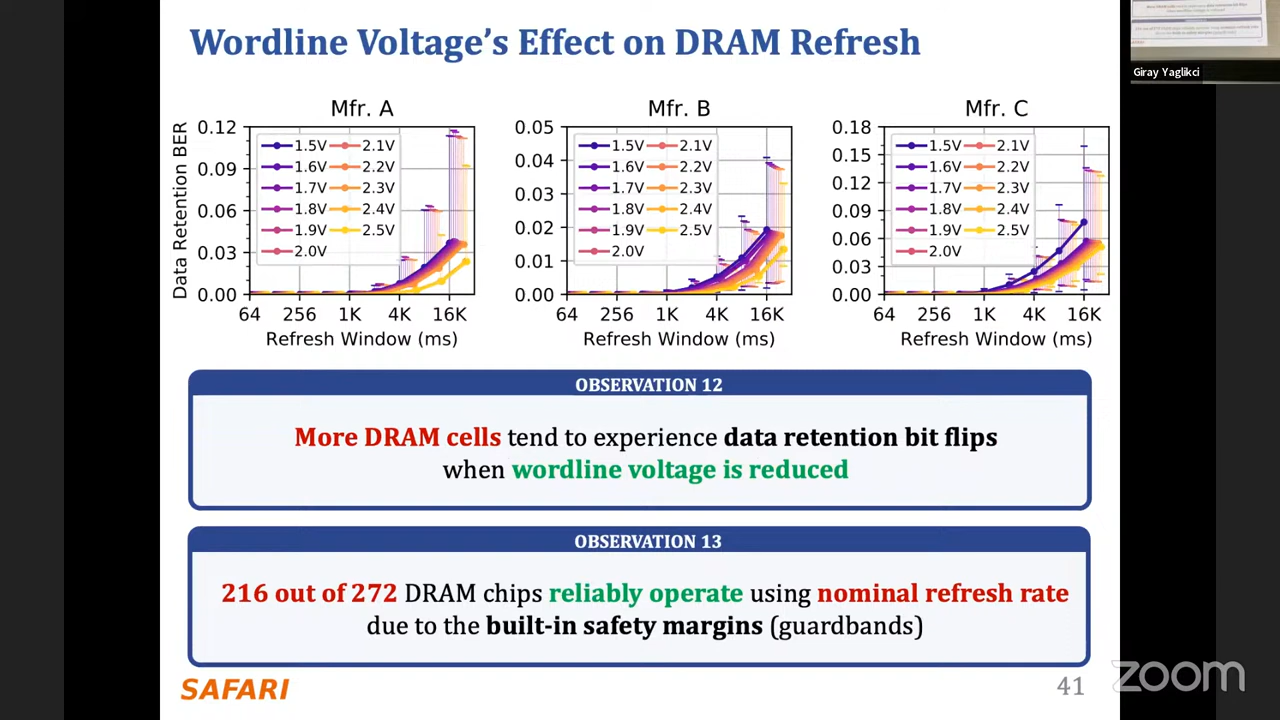 Wordline Voltage's Effect on DRAM Refresh
Giray Yaglikci
Mfr. A
Mfr. B
Mfr. C
Data Retention BER
0.12
0.09
0.06
0.03
0.00
1.5V 2.1V
1.6V 2.2V
1.7V 2.3V
1.8V 2.4V
1.9V 2.5V
2.0V
64 256 1K 4K 16K
Refresh Window (ms)
0.05
0.04
0.03
0.02
0.01
0.00
1.5V 2.1V
1.6V 2.2V
1.7V 2.3V
1.8V 2.4V
1.9V 2.5V
2.0V
64 256 1K 4K 16K
Refresh Window (ms)
0.18
0.15
0.12
0.09
0.06
0.03
0.00
1.5V 2.1V
1.6V 2.2V
1.7V 2.3V
1.8V 2.4V
1.9V 2.5V
2.0V
64 256 1K 4K 16K
Refresh Window (ms)
OBSERVATION 12
More DRAM cells tend to experience data retention bit flips
when wordline voltage is reduced
OBSERVATION 13
216 out of 272 DRAM chips reliably operate using nominal refresh rate
due to the built-in safety margins (guardbands)
SAFARI
41
zoom